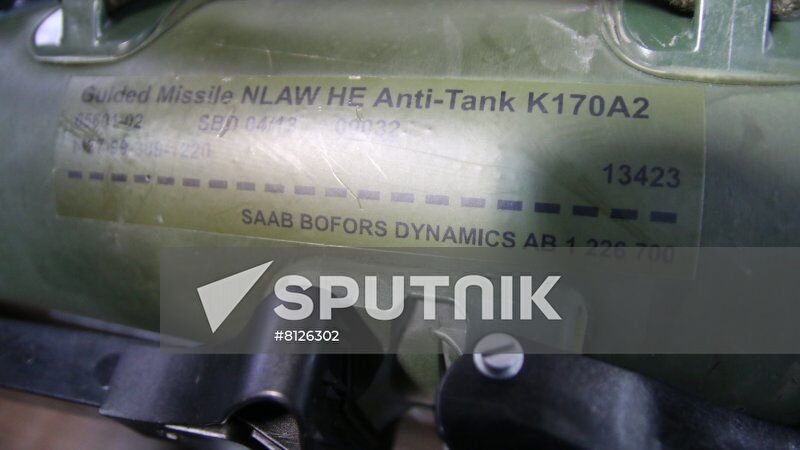 Guided Missile NLAW HE Anti-Tank K170A2
SBD 04/13 00032
13423
SAAB BOFORS DYNAMICS AB 1 226 700
SPUTNIK
#8126302